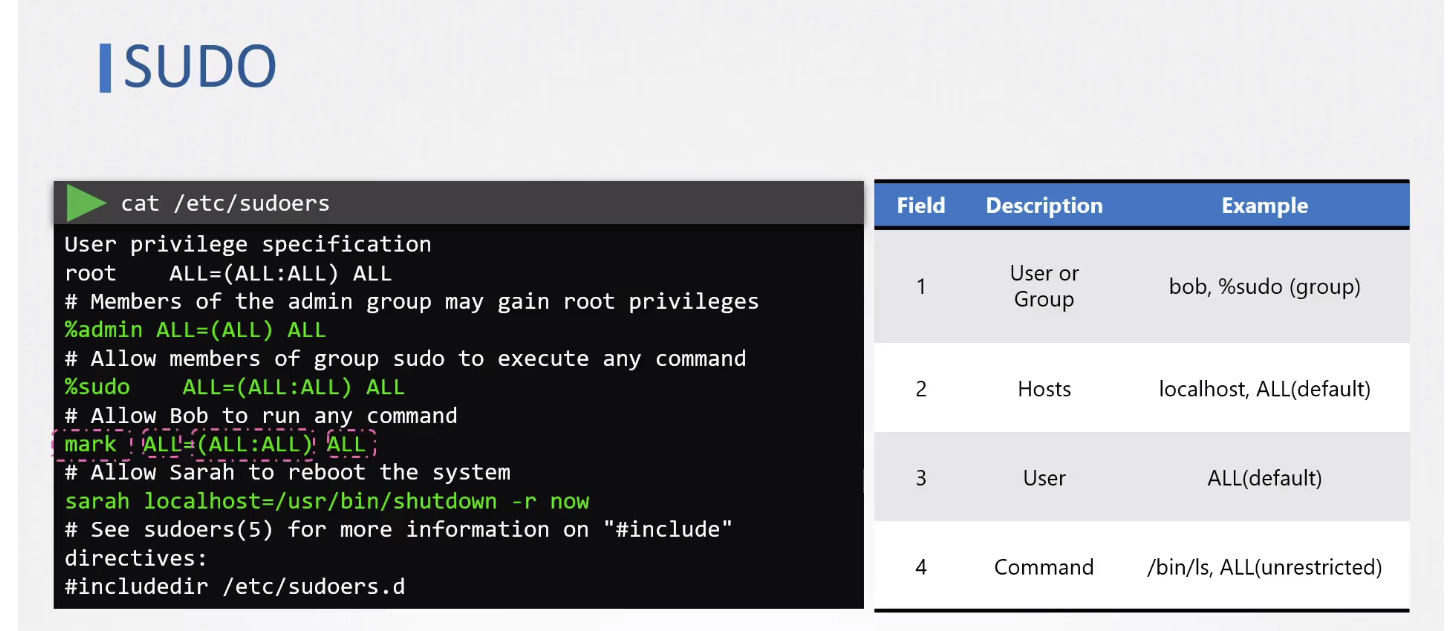 SUDO
cat /etc/sudoers
User privilege specification
root    ALL=(ALL:ALL) ALL
# Members of the admin group may gain root privileges
%admin ALL=(ALL) ALL
# Allow members of group sudo to execute any command
%sudo    ALL=(ALL:ALL) ALL
# Allow Bob to run any command
mark  ALL=(ALL:ALL) ALL
# Allow Sarah to reboot the system
sarah localhost=/usr/bin/shutdown -r now
# See sudoers(5) for more information on "#include"
directives:
#includedir /etc/sudoers.d
Field Description Example
1 User or Group bob, %sudo (group)
2 Hosts localhost, ALL(default)
3 User ALL(default)
4 Command /bin/ls, ALL(unrestricted)